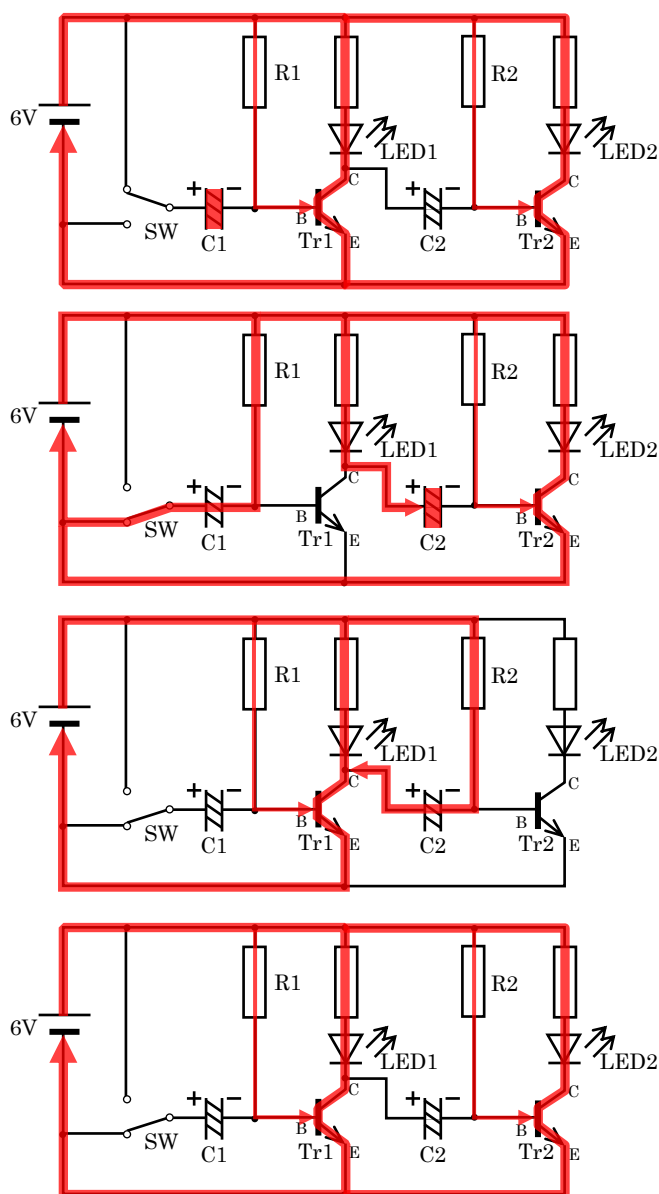 R1
R2
6V
LED1
LED2
+ −
+ −
C
C
B
B
SW
C1
Tr1
E
C2
Tr2
E
R1
R2
6V
LED1
LED2
+ −
+ −
C
C
B
B
SW
C1
Tr1
E
C2
Tr2
E
R1
R2
6V
LED1
LED2
+ −
+ −
C
C
B
B
SW
C1
Tr1
E
C2
Tr2
E
R1
R2
6V
LED1
LED2
+ −
+ −
C
C
B
B
SW
C1
Tr1
E
C2
Tr2
E